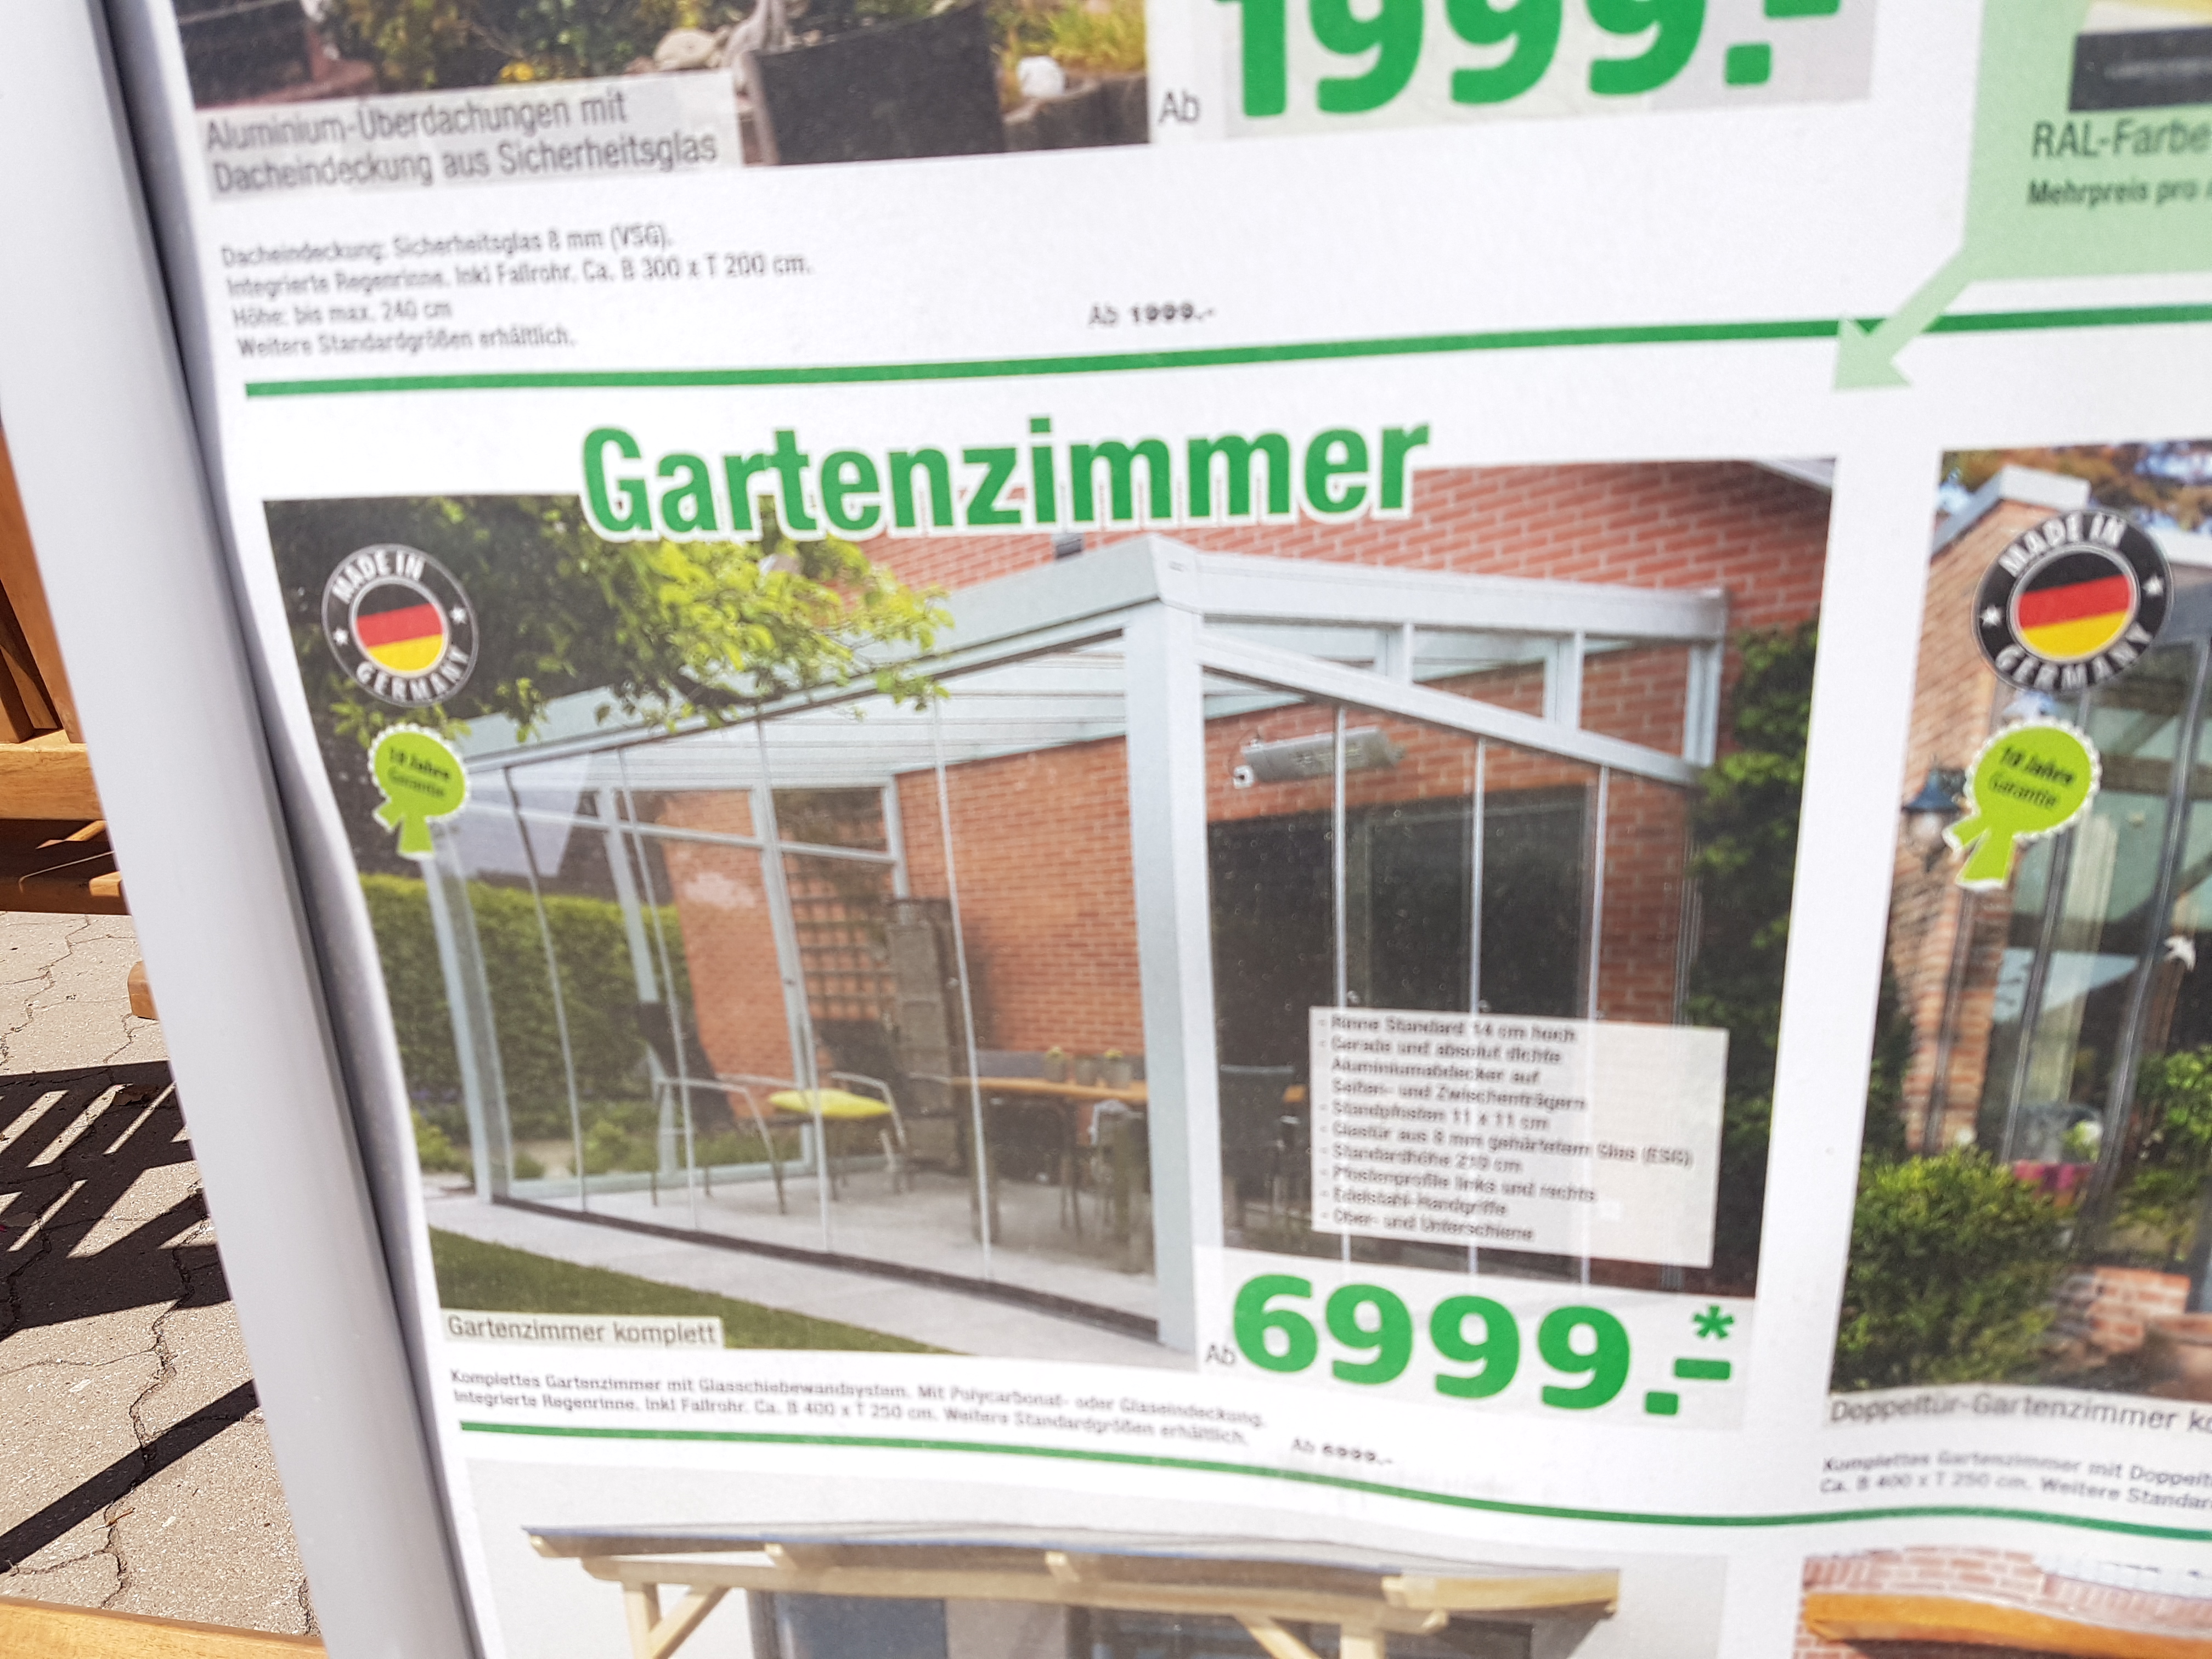 1999.-
Ab
Aluminium-Überdachungen mit
Dacheindeckung aus Sicherheitsglas
RAL-Farbe
Mehrpreis pro
Dacheindeckung: Sicherheitsglas 8 mm (VSG).
Integrierte Regenrinne. Inkl Fallrohr. Ca. B 300 x T 200 cm.
Höhe: bis max. 240 cm
Weitere Standardgrößen erhältlich.
Ab 1999.-
Gartenzimmer
MADE IN
GERMANY
10 Jahre
Garantie
MADE IN
GERMANY
10 Jahre
Garantie
- Rinne Standard 14 cm hoch
- Gerade und absolut dichte
Aluminiumabdecker auf
Seiten- und Zwischenträgern
- Standpfosten 11 x 11 cm
- Glastür aus 8 mm gehärtetem Glas (ESG)
- Standardhöhe 210 cm
- Pfostenprofile links und rechts
- Edelstahl-Handgriffe
- Ober- und Unterschiene
Gartenzimmer komplett
Ab 6999.-*
Komplettes Gartenzimmer mit Glasschiebewandsystem. Mit Polycarbonat- oder Glaseindeckung.
Integrierte Regenrinne. Inkl Fallrohr. Ca. B 400 x T 250 cm. Weitere Standardgrößen erhältlich.
Ab 6999.-
Doppeltür-Gartenzimmer
Komplettes Gartenzimmer mit
Ca. B 400 x T 250 cm. Weitere